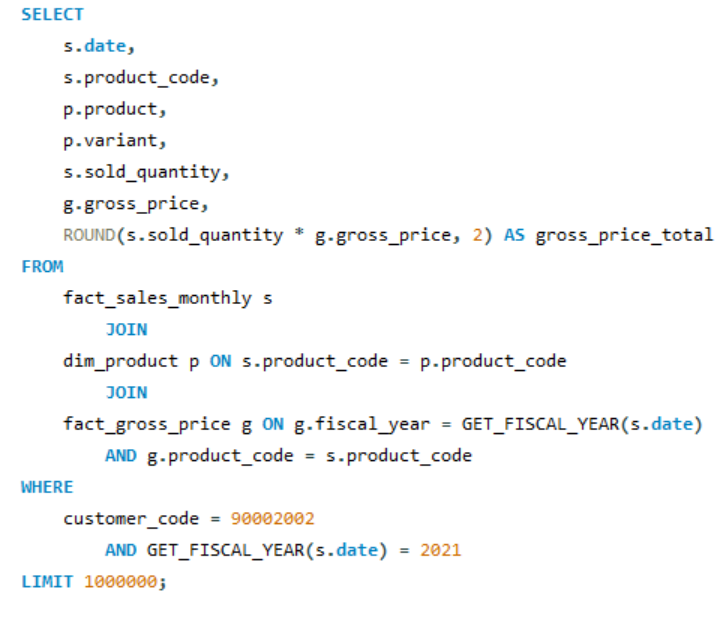 SELECT
    s.date,
    s.product_code,
    p.product,
    p.variant,
    s.sold_quantity,
    g.gross_price,
    ROUND(s.sold_quantity * g.gross_price, 2) AS gross_price_total
FROM
    fact_sales_monthly s
        JOIN
    dim_product p ON s.product_code = p.product_code
        JOIN
    fact_gross_price g ON g.fiscal_year = GET_FISCAL_YEAR(s.date)
        AND g.product_code = s.product_code
WHERE
    customer_code = 90002002
        AND GET_FISCAL_YEAR(s.date) = 2021
LIMIT 1000000;